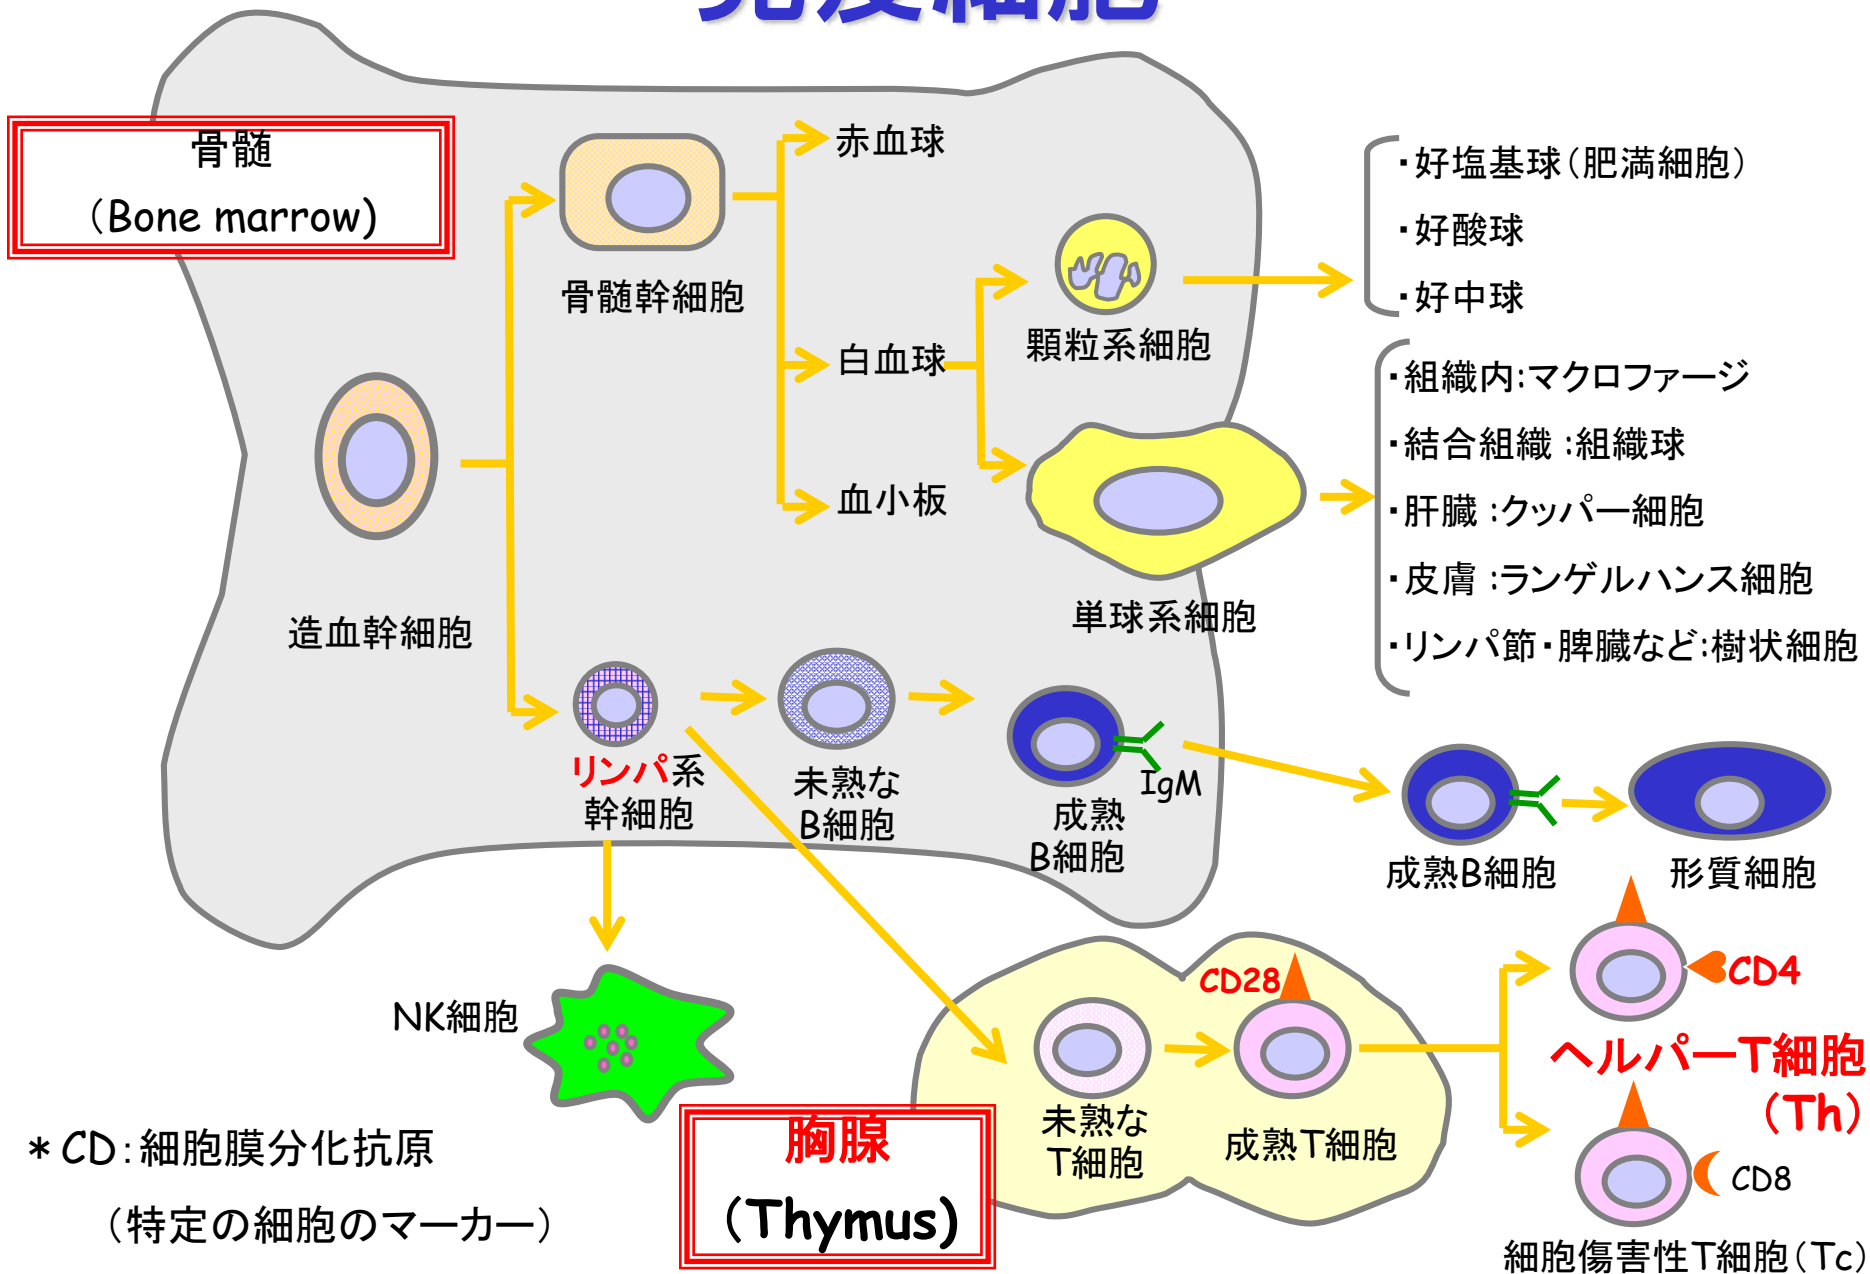 免疫細胞
骨髄
（Bone marrow)
赤血球
・好塩基球（肥満細胞）
・好酸球
・好中球
骨髄幹細胞
白血球
顆粒系細胞
・組織内：マクロファージ
・結合組織：組織球
・肝臓：クッパー細胞
・皮膚：ランゲルハンス細胞
・リンパ節・脾臓など：樹状細胞
血小板
単球系細胞
造血幹細胞
リンパ系
幹細胞
未熟な
B細胞
IgM
成熟
B細胞
成熟B細胞
形質細胞
NK細胞
CD28
CD4
ヘルパーT細胞
（Th）
未熟な
T細胞
成熟T細胞
CD8
細胞傷害性T細胞（Tc）
胸腺
（Thymus)
＊CD：細胞膜分化抗原
（特定の細胞のマーカー）